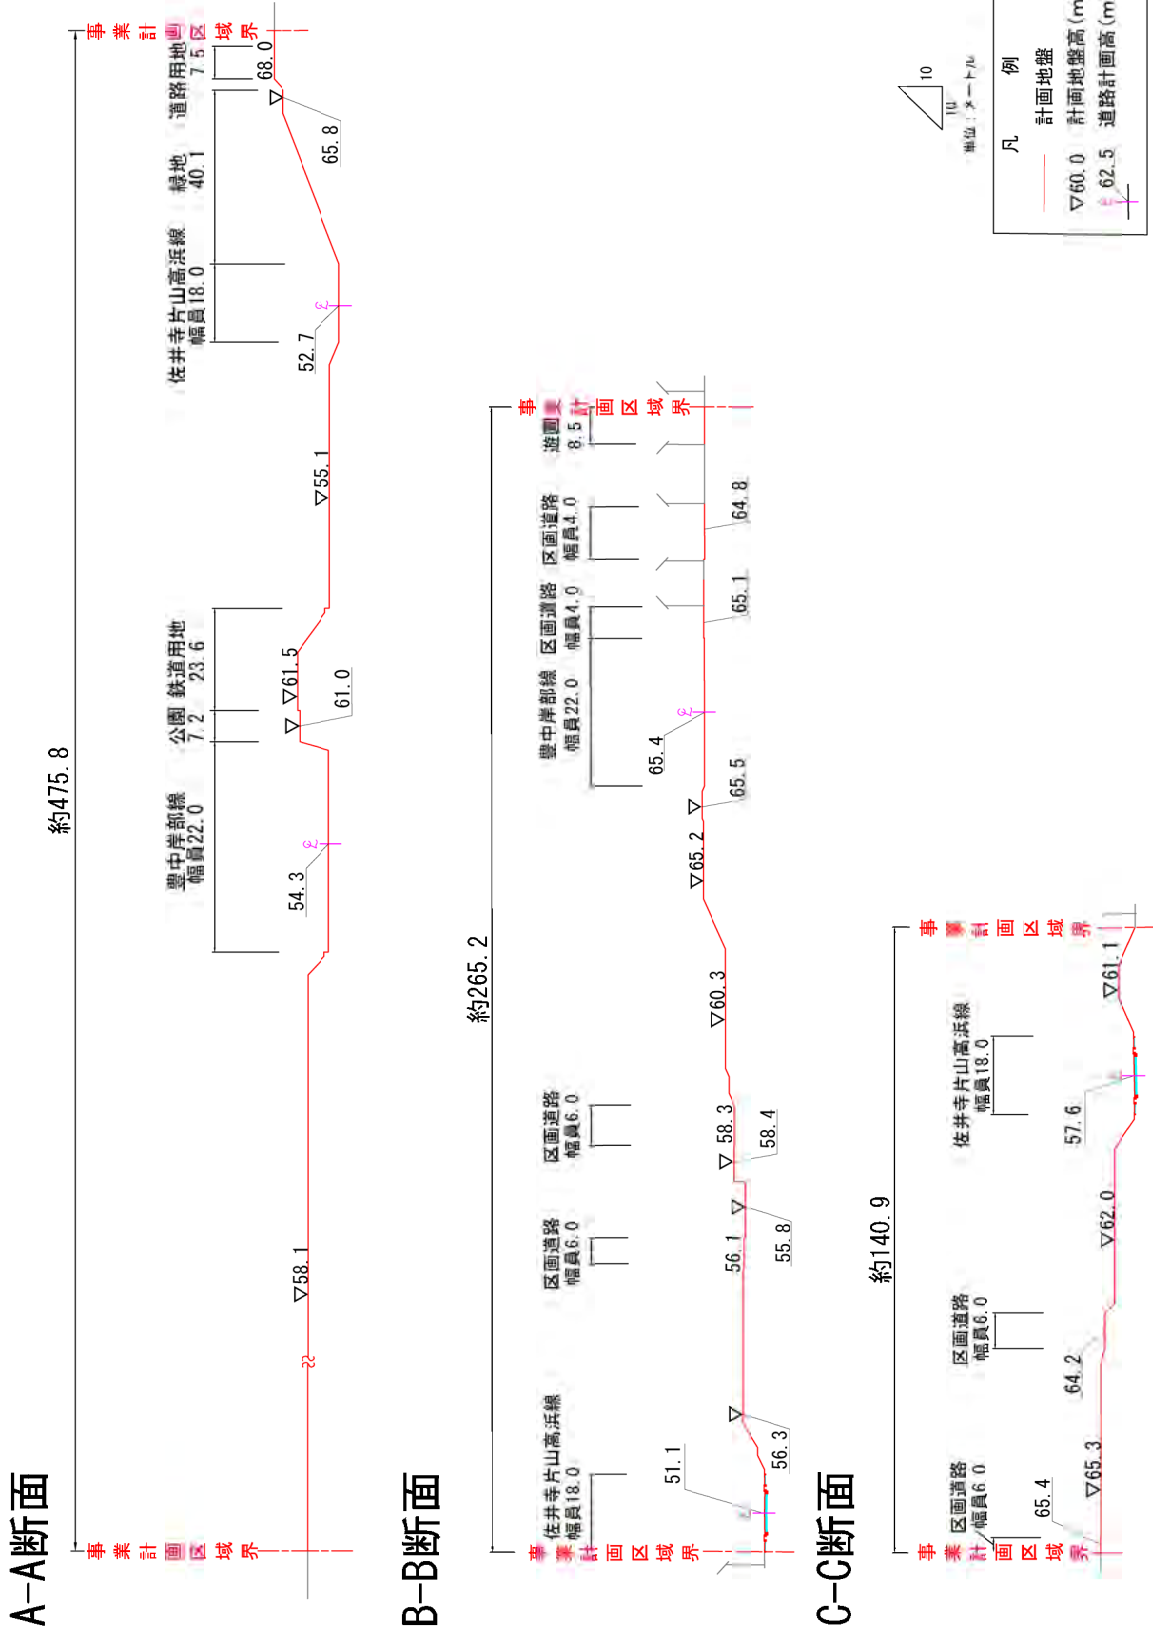 A-A断面
約475.8
事業計画区域界
事業計画区域界
豊中岸部線
幅員22.0
公園
7.2
鉄道用地
23.6
佐井寺片山高浜線
幅員18.0
緑地
40.1
道路用地
7.5
▽58.1
54.3
61.0
▽61.5
▽55.1
52.7
65.8
68.0
B-B断面
約265.2
事業計画区域界
事業計画区域界
佐井寺片山高浜線
幅員18.0
区画道路
幅員6.0
区画道路
幅員6.0
豊中岸部線
幅員22.0
区画道路
幅員4.0
区画道路
幅員4.0
遊園
8.5
51.1
56.3
56.1
55.8
58.3
58.4
▽60.3
▽65.2
65.5
65.4
65.1
64.8
C-C断面
約140.9
事業計画区域界
事業計画区域界
区画道路
幅員6.0
区画道路
幅員6.0
佐井寺片山高浜線
幅員18.0
65.4
▽65.3
64.2
▽62.0
57.6
▽61.1
10
10
単位:メートル
凡 例
計画地盤
▽60.0 計画地盤高(m
62.5 道路計画高(m